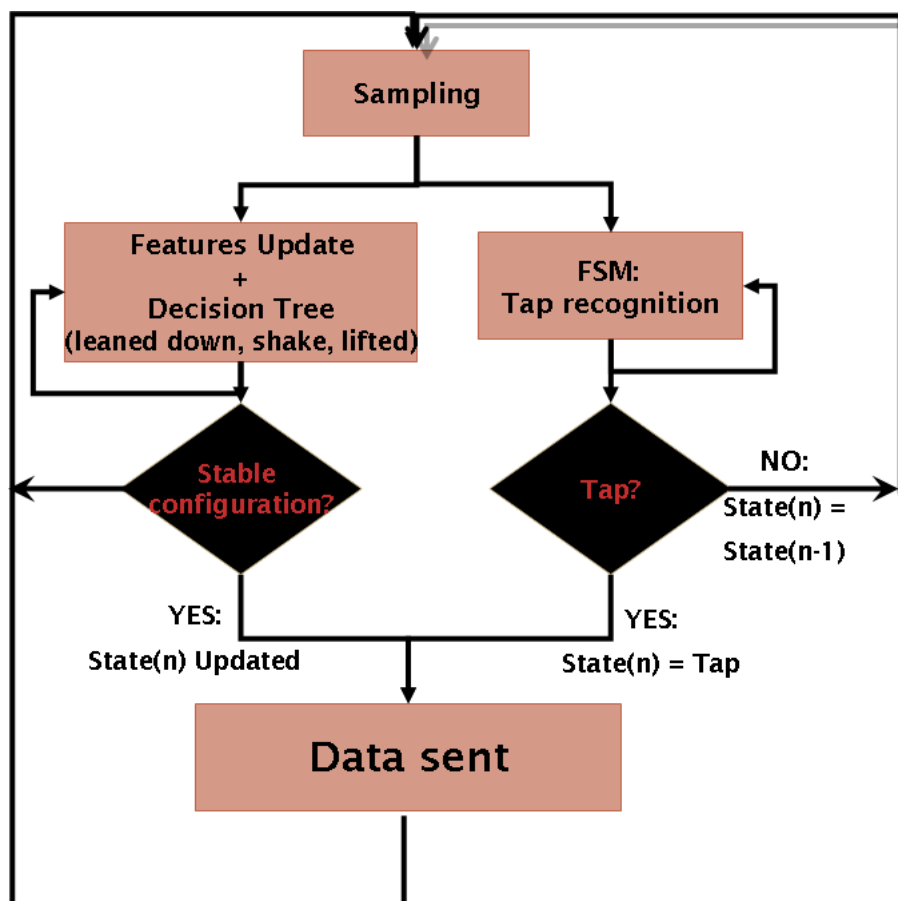 Sampling
Features Update
+
Decision Tree
(leaned down, shake, lifted)
FSM:
Tap recognition
Stable
configuration?
Tap?
NO:
State(n) =
State(n-1)
YES:
State(n) Updated
YES:
State(n) = Tap
Data sent